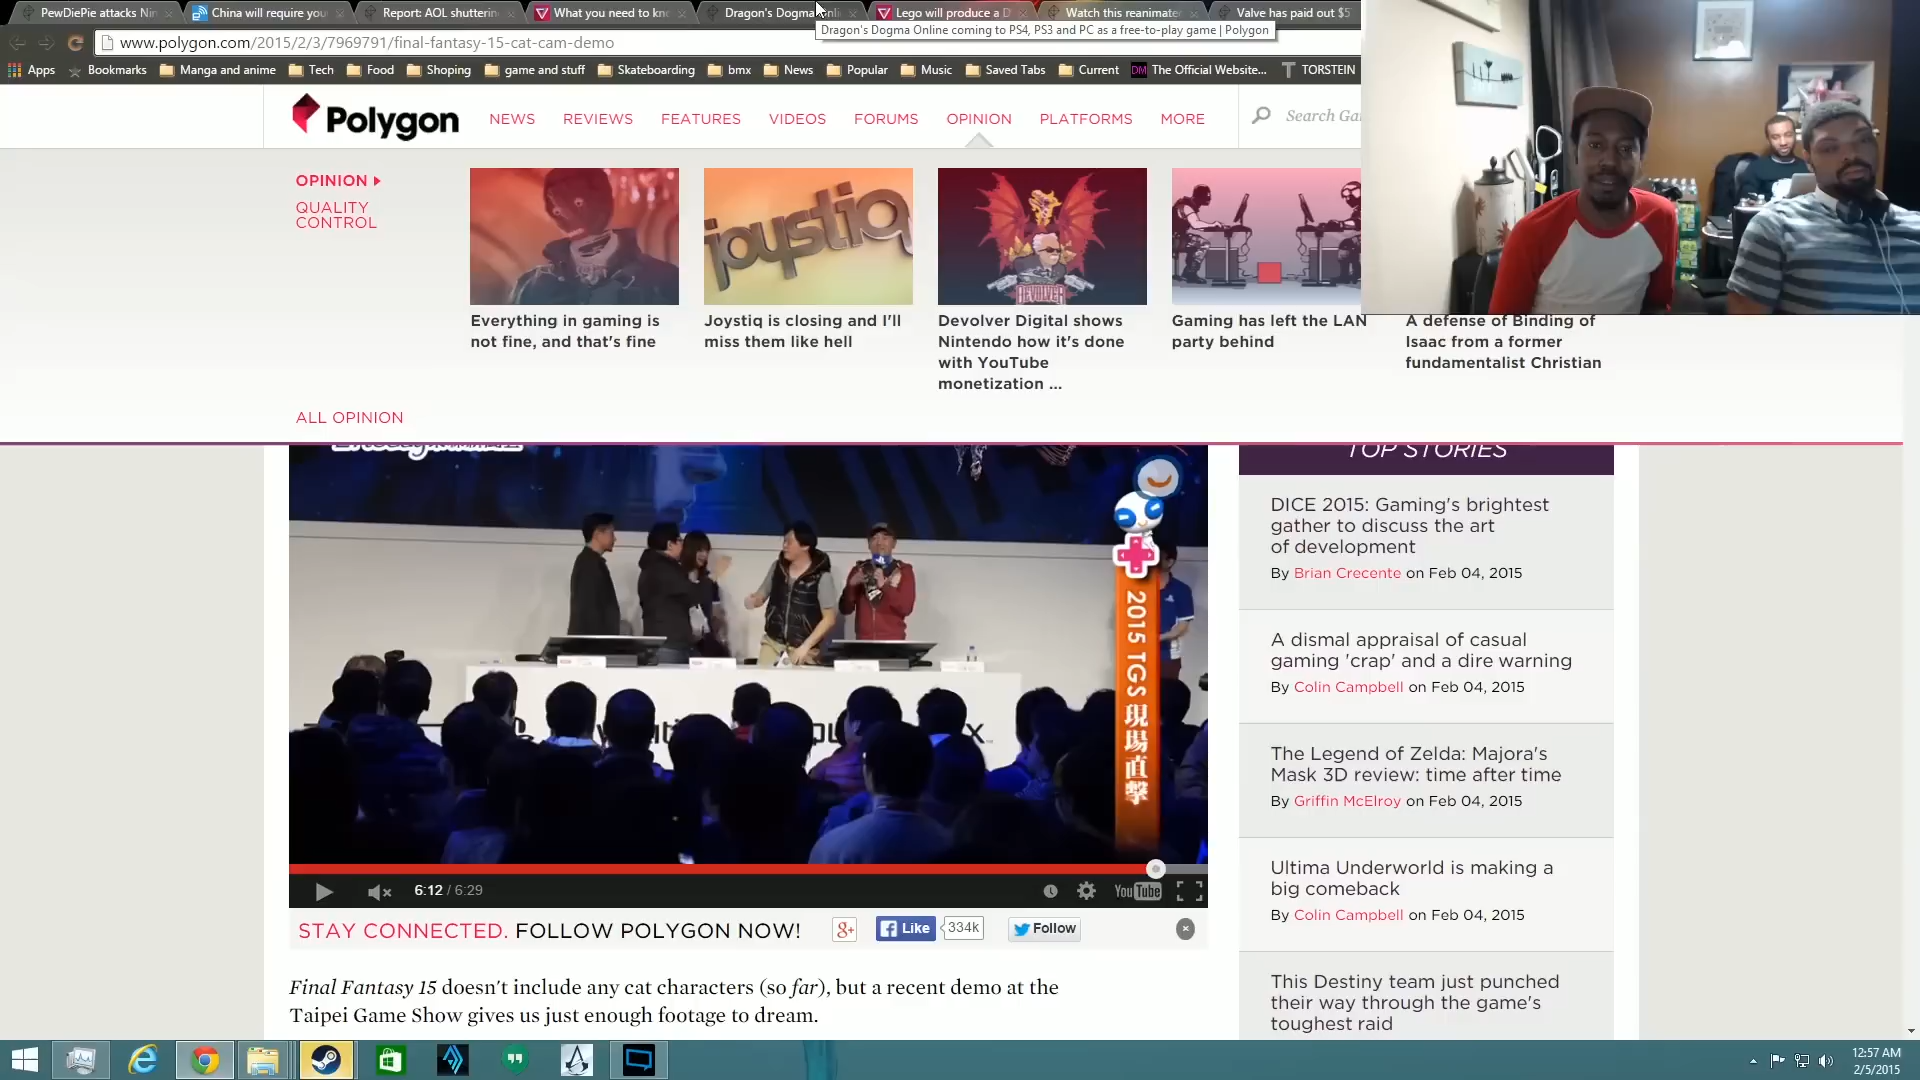 PewDiePie attacks Nin
China will require you
Report: AOL shutterin
What you need to kn
Dragon's Dogma Onli
Lego will produce a D
Watch this reanimate
Valve has paid out $5
www.polygon.com/2015/2/3/7969791/final-fantasy-15-cat-cam-demo
Dragon's Dogma Online coming to PS4, PS3 and PC as a free-to-play game | Polygon
Apps
Bookmarks
Manga and anime
Tech
Food
Shoping
game and stuff
Skateboarding
bmx
News
Popular
Music
Saved Tabs
Current
DM
The Official Website...
TORSTEIN
Polygon
NEWS
REVIEWS
FEATURES
VIDEOS
FORUMS
OPINION
PLATFORMS
MORE
Search Ga
OPINION
QUALITY
CONTROL
joystiq
Everything in gaming is
not fine, and that's fine
Joystiq is closing and I'll
miss them like hell
Devolver Digital shows
Nintendo how it's done
with YouTube
monetization ...
Gaming has left the LAN
party behind
A defense of Binding of
Isaac from a former
fundamentalist Christian
ALL OPINION
2015 TGS 現場直擊
6:12 / 6:29
YouTube
STAY CONNECTED. FOLLOW POLYGON NOW!
g+
Like
334k
Follow
Final Fantasy 15 doesn't include any cat characters (so far), but a recent demo at the
Taipei Game Show gives us just enough footage to dream.
TOP STORIES
DICE 2015: Gaming's brightest
gather to discuss the art
of development
By Brian Crecente on Feb 04, 2015
A dismal appraisal of casual
gaming 'crap' and a dire warning
By Colin Campbell on Feb 04, 2015
The Legend of Zelda: Majora's
Mask 3D review: time after time
By Griffin McElroy on Feb 04, 2015
Ultima Underworld is making a
big comeback
By Colin Campbell on Feb 04, 2015
This Destiny team just punched
their way through the game's
toughest raid
12:57 AM
2/5/2015